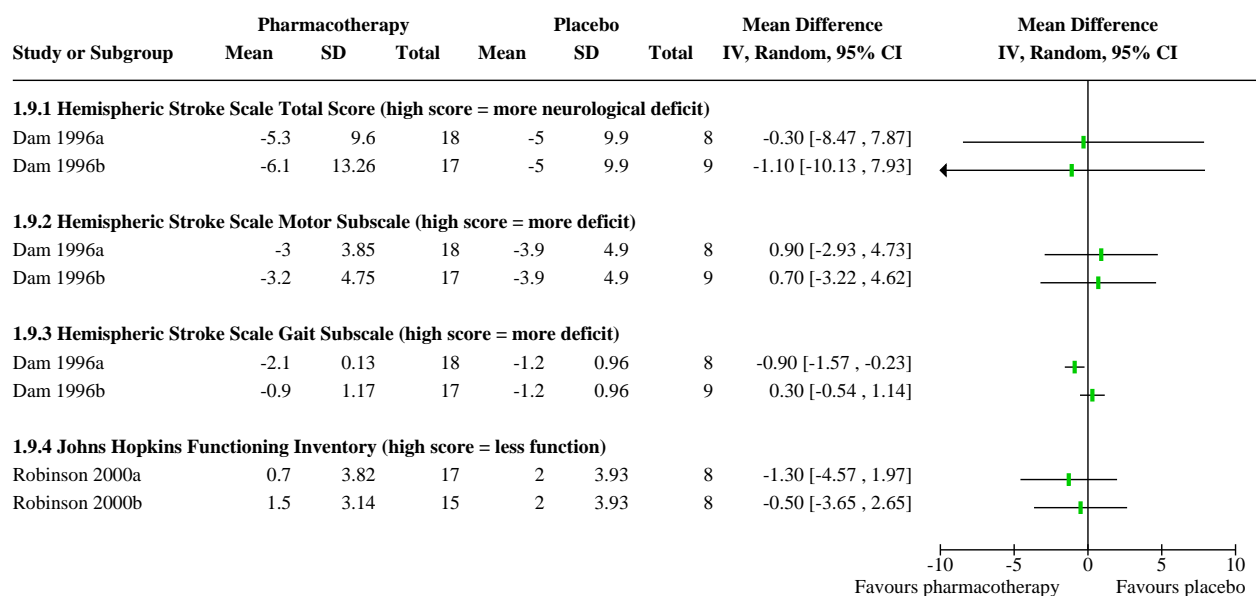 Pharmacotherapy Placebo Mean Difference Mean Difference
Study or Subgroup Mean SD Total Mean SD Total IV, Random, 95% CI IV, Random, 95% CI
1.9.1 Hemispheric Stroke Scale Total Score (high score = more neurological deficit)
Dam 1996a -5.3 9.6 18 -5 9.9 8 -0.30 [-8.47 , 7.87]
Dam 1996b -6.1 13.26 17 -5 9.9 9 -1.10 [-10.13 , 7.93]
1.9.2 Hemispheric Stroke Scale Motor Subscale (high score = more deficit)
Dam 1996a -3 3.85 18 -3.9 4.9 8 0.90 [-2.93 , 4.73]
Dam 1996b -3.2 4.75 17 -3.9 4.9 9 0.70 [-3.22 , 4.62]
1.9.3 Hemispheric Stroke Scale Gait Subscale (high score = more deficit)
Dam 1996a -2.1 0.13 18 -1.2 0.96 8 -0.90 [-1.57 , -0.23]
Dam 1996b -0.9 1.17 17 -1.2 0.96 9 0.30 [-0.54 , 1.14]
1.9.4 Johns Hopkins Functioning Inventory (high score = less function)
Robinson 2000a 0.7 3.82 17 2 3.93 8 -1.30 [-4.57 , 1.97]
Robinson 2000b 1.5 3.14 15 2 3.93 8 -0.50 [-3.65 , 2.65]
-10 -5 0 5 10
Favours pharmacotherapy Favours placebo